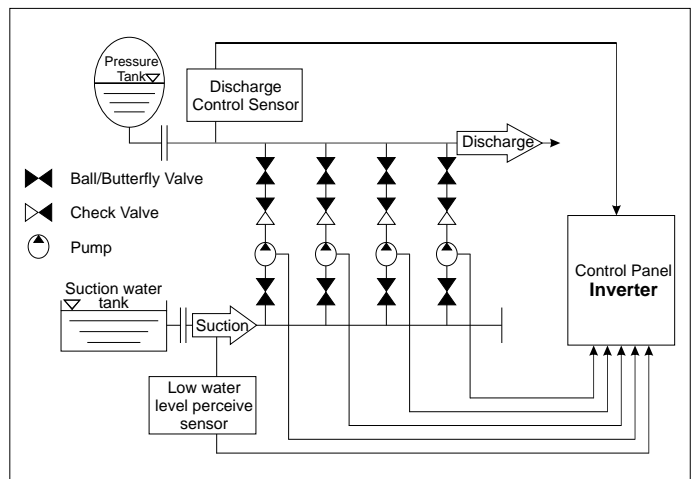 Pressure
Tank
Discharge
Control Sensor
Discharge
Ball/Butterfly Valve
Check Valve
Pump
Control Panel
Inverter
Suction water
tank
Suction
Low water
level perceive
sensor